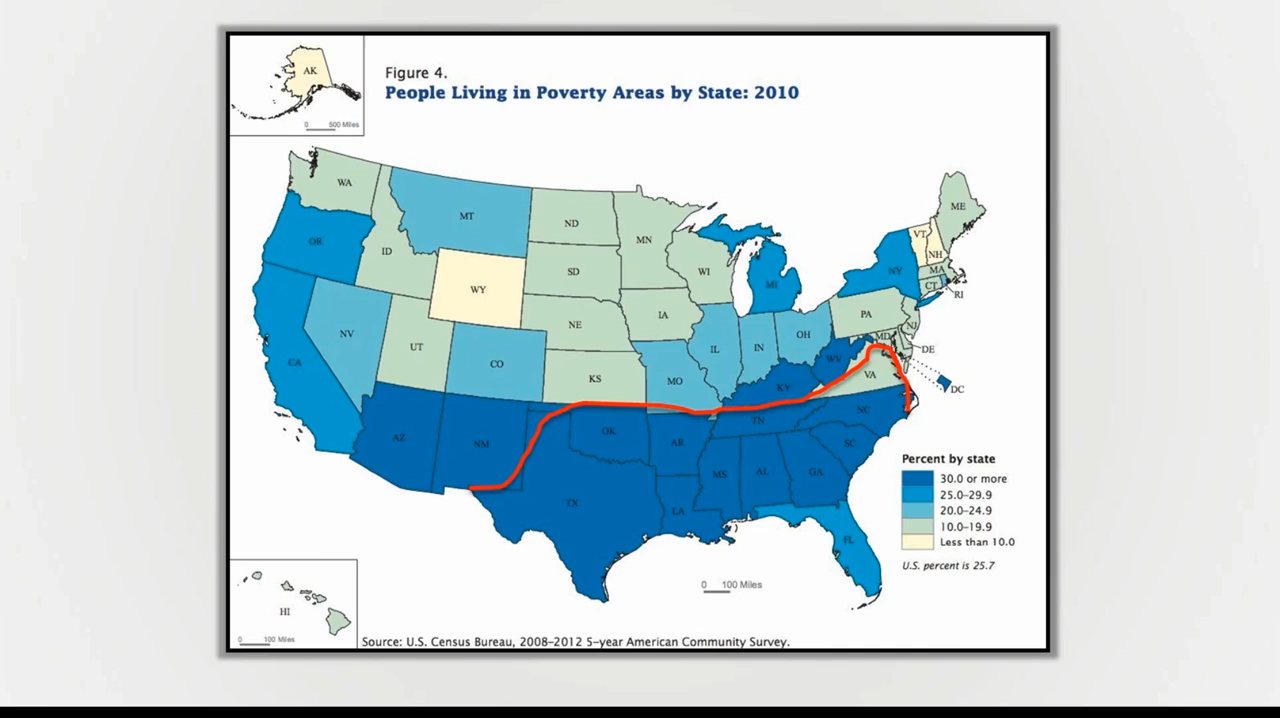 AK
0 500 Miles
Figure 4.
People Living in Poverty Areas by State: 2010
WA
MT
ND
MN
ME
OR
ID
SD
WI
VT
NH
NY
MA
CT
RI
WY
MI
NE
IA
PA
NJ
NV
UT
CO
IL
IN
OH
MD
DE
CA
KS
MO
WV
VA
KY
DC
AZ
NM
OK
AR
TN
NC
SC
MS
AL
GA
TX
LA
FL
Percent by state
30.0 or more
25.0–29.9
20.0–24.9
10.0–19.9
Less than 10.0
U.S. percent is 25.7
0 100 Miles
HI
0 100 Miles
Source: U.S. Census Bureau, 2008–2012 5–year American Community Survey.